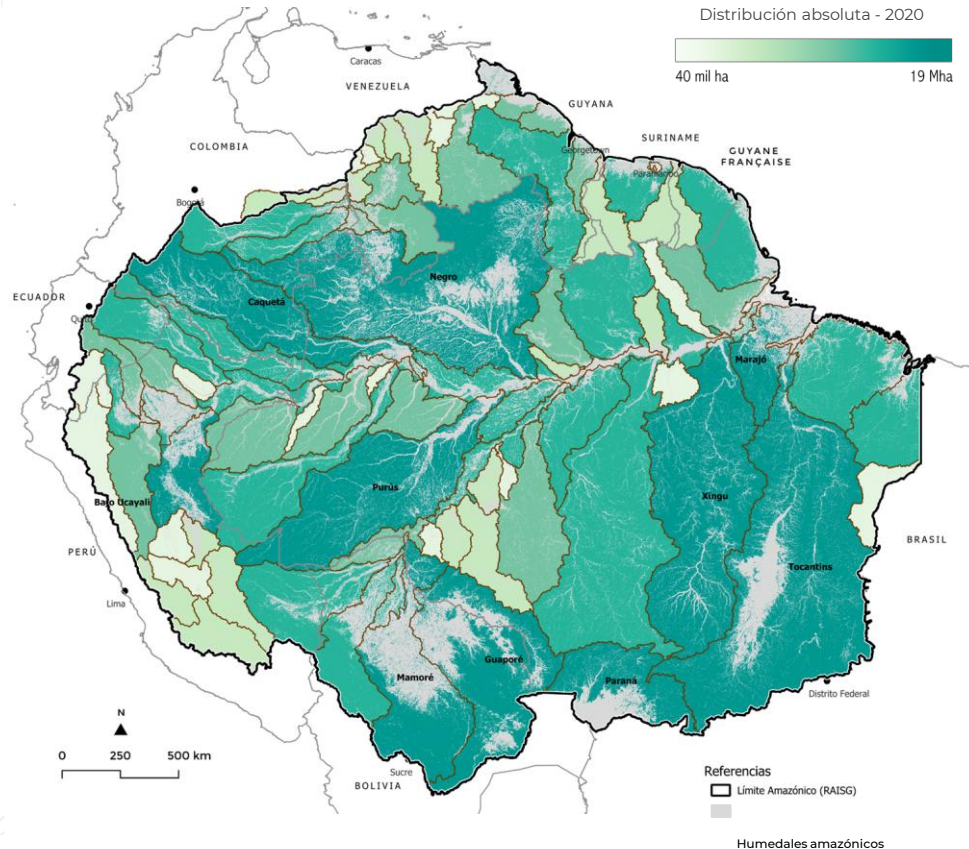 Distribución absoluta - 2020
40 mil ha
19 Mha
Caracas
VENEZUELA
GUYANA
COLOMBIA
SURINAME
Georgetown
GUYANE
FRANÇAISE
Paramaribo
Bogotá
Negro
ECUADOR
Caquetá
Quito
Marajó
Purús
Xingu
Bajo Ucayali
PERÚ
BRASIL
Tocantins
Lima
Guaporé
Mamoré
Paraná
Distrito Federal
N
0 250 500 km
Sucre
BOLIVIA
Referencias
Límite Amazónico (RAISG)
Humedales amazónicos